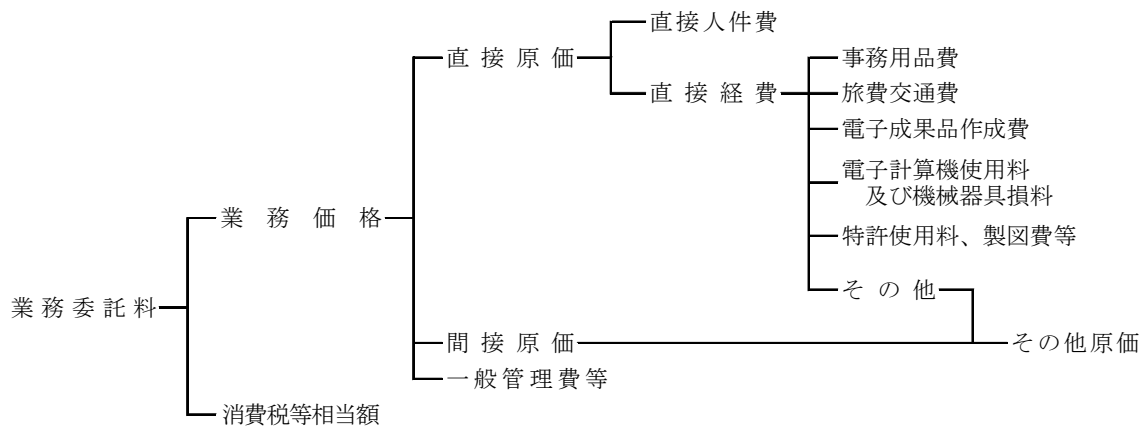 直接人件費
直接原価
事務用品費
直接経費
旅費交通費
電子成果品作成費
電子計算機使用料
及び機械器具損料
業務価格
特許使用料、製図費等
その他
業務委託料
間接原価
その他原価
一般管理費等
消費税等相当額